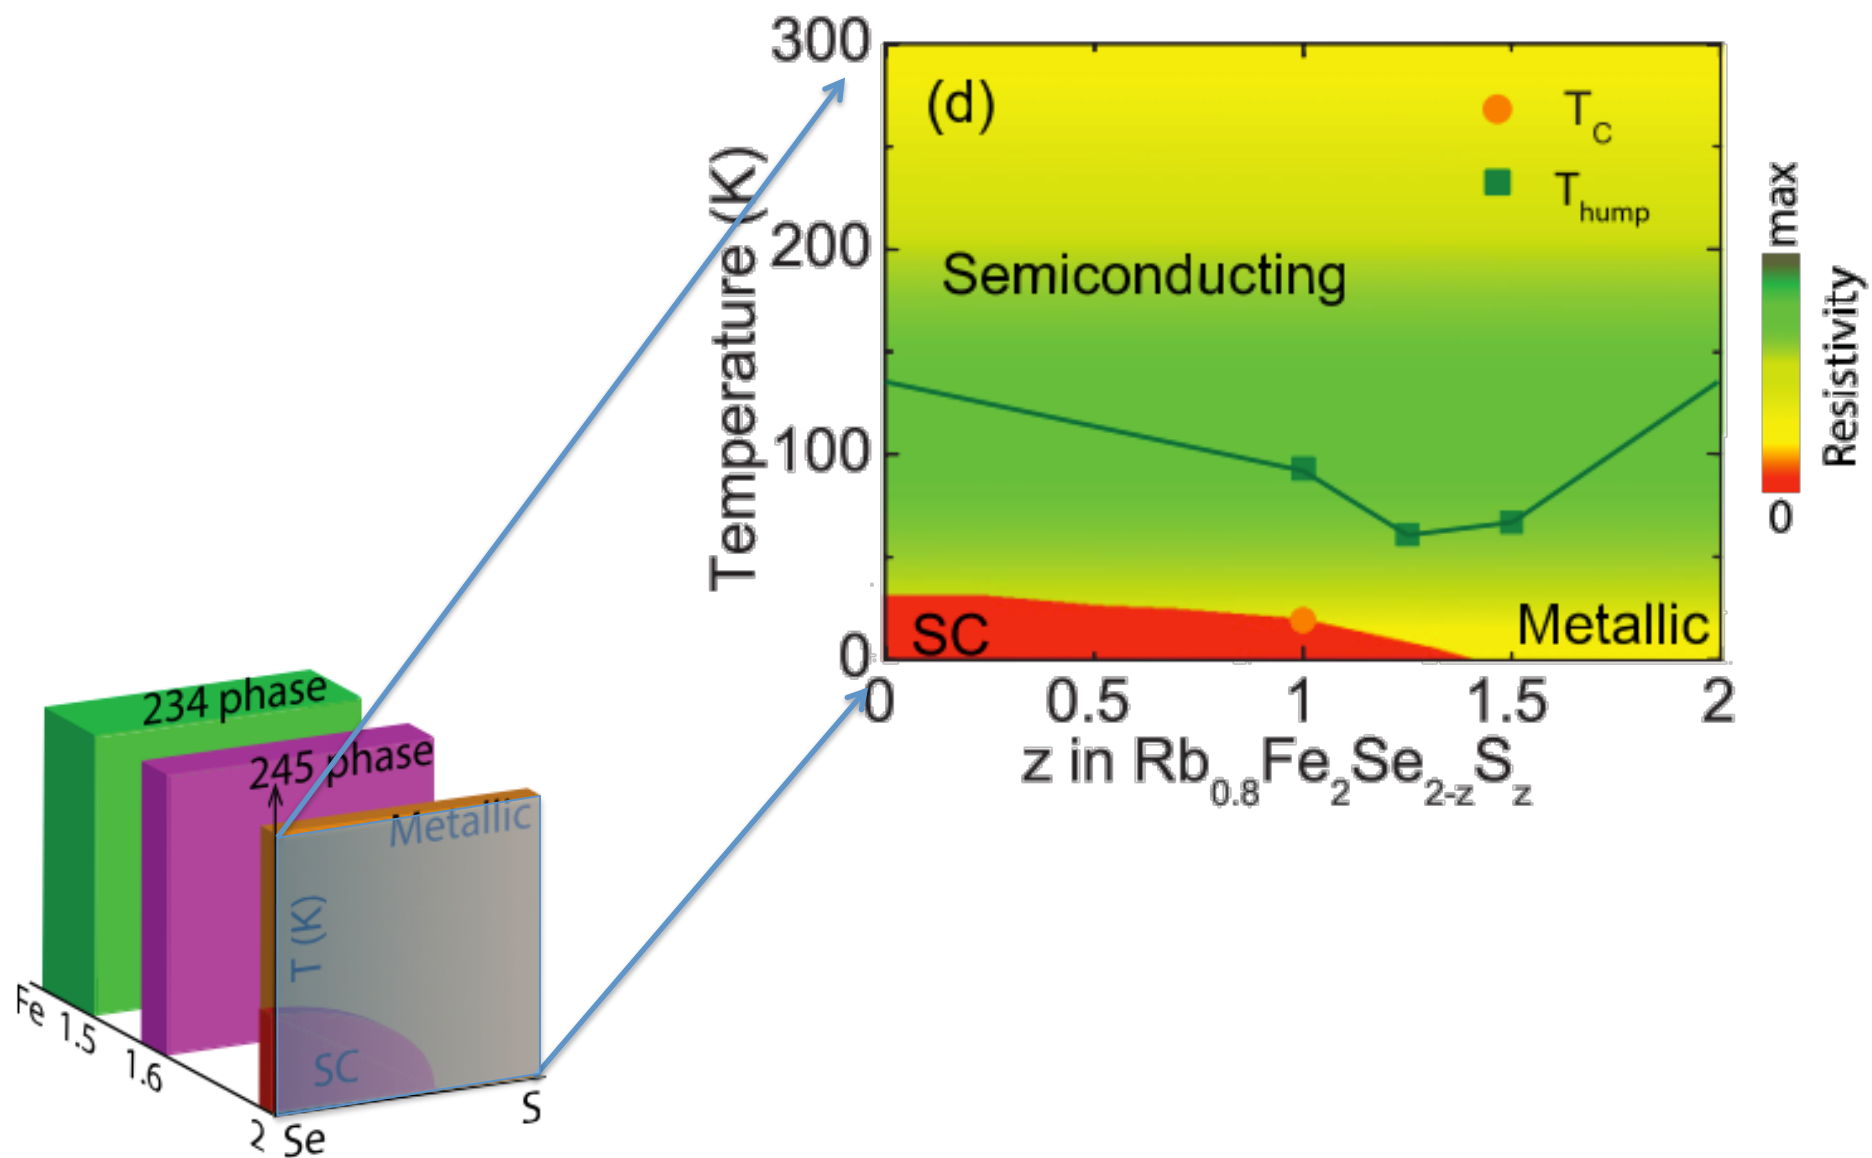 300
200
100
0
Temperature (K)
(d)
T_C
T_hump
Semiconducting
SC
Metallic
0 0.5 1 1.5 2
z in Rb_0.8Fe_2Se_2-zS_z
max
Resistivity
0
234 phase
245 phase
Metallic
T (K)
SC
Fe 1.5
1.6
2 Se
S